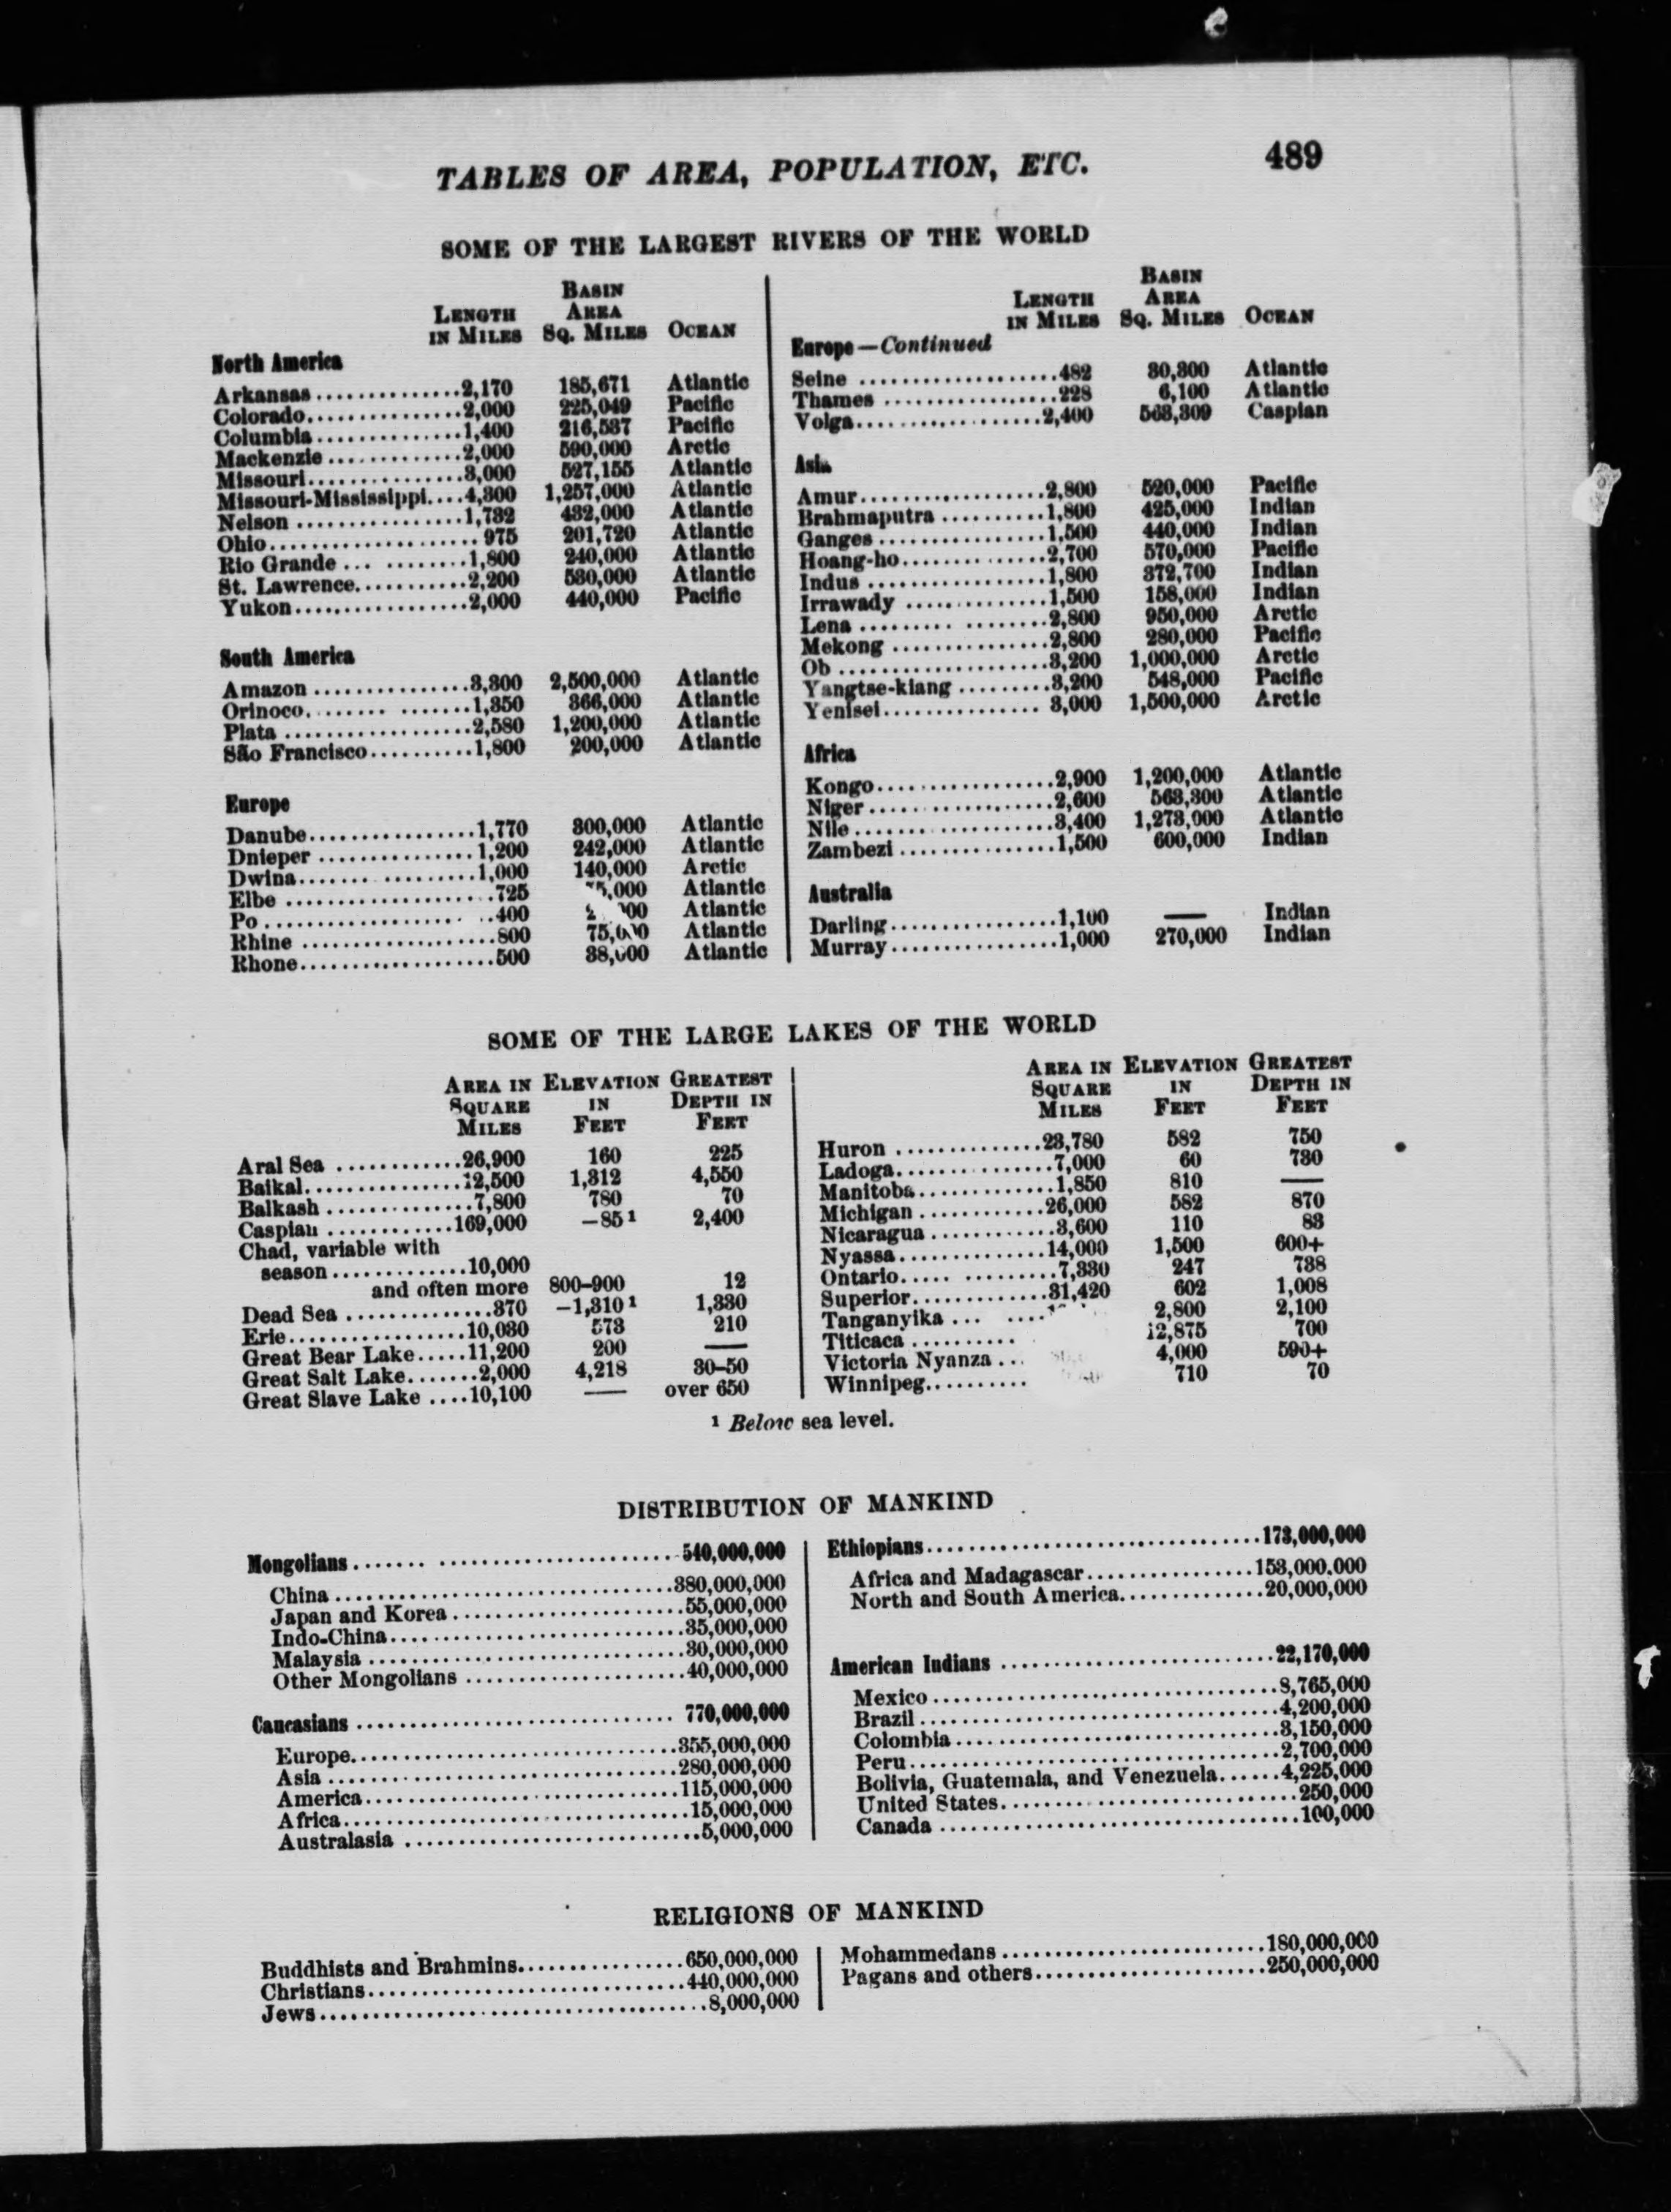 TABLES OF AREA, POPULATION, ETC. 489
SOME OF THE LARGEST RIVERS OF THE WORLD
LENGTH IN MILES BASIN AREA SQ. MILES OCEAN
North America
Arkansas 2,170 185,671 Atlantic
Colorado 2,000 225,049 Pacific
Columbia 1,400 216,537 Pacific
Mackenzie 2,000 590,000 Arctic
Missouri 3,000 527,155 Atlantic
Missouri-Mississippi 4,300 1,257,000 Atlantic
Nelson 1,732 432,000 Atlantic
Ohio 975 201,720 Atlantic
Rio Grande 1,800 240,000 Atlantic
St. Lawrence 2,200 530,000 Atlantic
Yukon 2,000 440,000 Pacific
South America
Amazon 3,300 2,500,000 Atlantic
Orinoco 1,350 366,000 Atlantic
Plata 2,580 1,200,000 Atlantic
São Francisco 1,800 200,000 Atlantic
Europe
Danube 1,770 300,000 Atlantic
Dnieper 1,200 242,000 Atlantic
Dwina 1,000 140,000 Arctic
Elbe 725 Atlantic
Po 400 Atlantic
Rhine 800 75,000 Atlantic
Rhone 500 38,000 Atlantic
LENGTH IN MILES BASIN AREA SQ. MILES OCEAN
Europe—Continued
Seine 482 30,300 Atlantic
Thames 228 6,100 Atlantic
Volga 2,400 563,300 Caspian
Asia
Amur 2,800 520,000 Pacific
Brahmaputra 1,800 425,000 Indian
Ganges 1,500 440,000 Indian
Hoang-ho 2,700 570,000 Pacific
Indus 1,800 372,700 Indian
Irrawady 1,500 158,000 Indian
Lena 2,800 950,000 Arctic
Mekong 2,800 280,000 Pacific
Ob 3,200 1,000,000 Arctic
Yangtse-kiang 3,200 548,000 Pacific
Yenisei 3,000 1,500,000 Arctic
Africa
Kongo 2,900 1,200,000 Atlantic
Niger 2,600 563,300 Atlantic
Nile 3,400 1,273,000 Atlantic
Zambezi 1,500 600,000 Indian
Australia
Darling 1,100 — Indian
Murray 1,000 270,000 Indian
SOME OF THE LARGE LAKES OF THE WORLD
AREA IN SQUARE MILES ELEVATION IN FEET GREATEST DEPTH IN FEET
Aral Sea 26,900 160 225
Baikal 12,500 1,312 4,550
Balkash 7,800 780 70
Caspian 169,000 −85¹ 2,400
Chad, variable with
season 10,000
and often more 800–900 12
Dead Sea 370 −1,310¹ 1,330
Erie 10,030 573 210
Great Bear Lake 11,200 200 —
Great Salt Lake 2,000 4,218 30–50
Great Slave Lake 10,100 — over 650
AREA IN SQUARE MILES ELEVATION IN FEET GREATEST DEPTH IN FEET
Huron 23,780 582 750
Ladoga 7,000 60 730
Manitoba 1,850 810 —
Michigan 26,000 582 870
Nicaragua 3,600 110 83
Nyassa 14,000 1,500 600+
Ontario 7,330 247 738
Superior 31,420 602 1,008
Tanganyika 2,800 2,100
Titicaca 12,875 700
Victoria Nyanza 4,000 590+
Winnipeg 710 70
¹ Below sea level.
DISTRIBUTION OF MANKIND
Mongolians 540,000,000
China 380,000,000
Japan and Korea 55,000,000
Indo-China 35,000,000
Malaysia 30,000,000
Other Mongolians 40,000,000
Caucasians 770,000,000
Europe 355,000,000
Asia 280,000,000
America 115,000,000
Africa 15,000,000
Australasia 5,000,000
Ethiopians 173,000,000
Africa and Madagascar 153,000,000
North and South America 20,000,000
American Indians 22,170,000
Mexico 8,765,000
Brazil 4,200,000
Colombia 3,150,000
Peru 2,700,000
Bolivia, Guatemala, and Venezuela 4,225,000
United States 250,000
Canada 100,000
RELIGIONS OF MANKIND
Buddhists and Brahmins 650,000,000
Christians 440,000,000
Jews 8,000,000
Mohammedans 180,000,000
Pagans and others 250,000,000